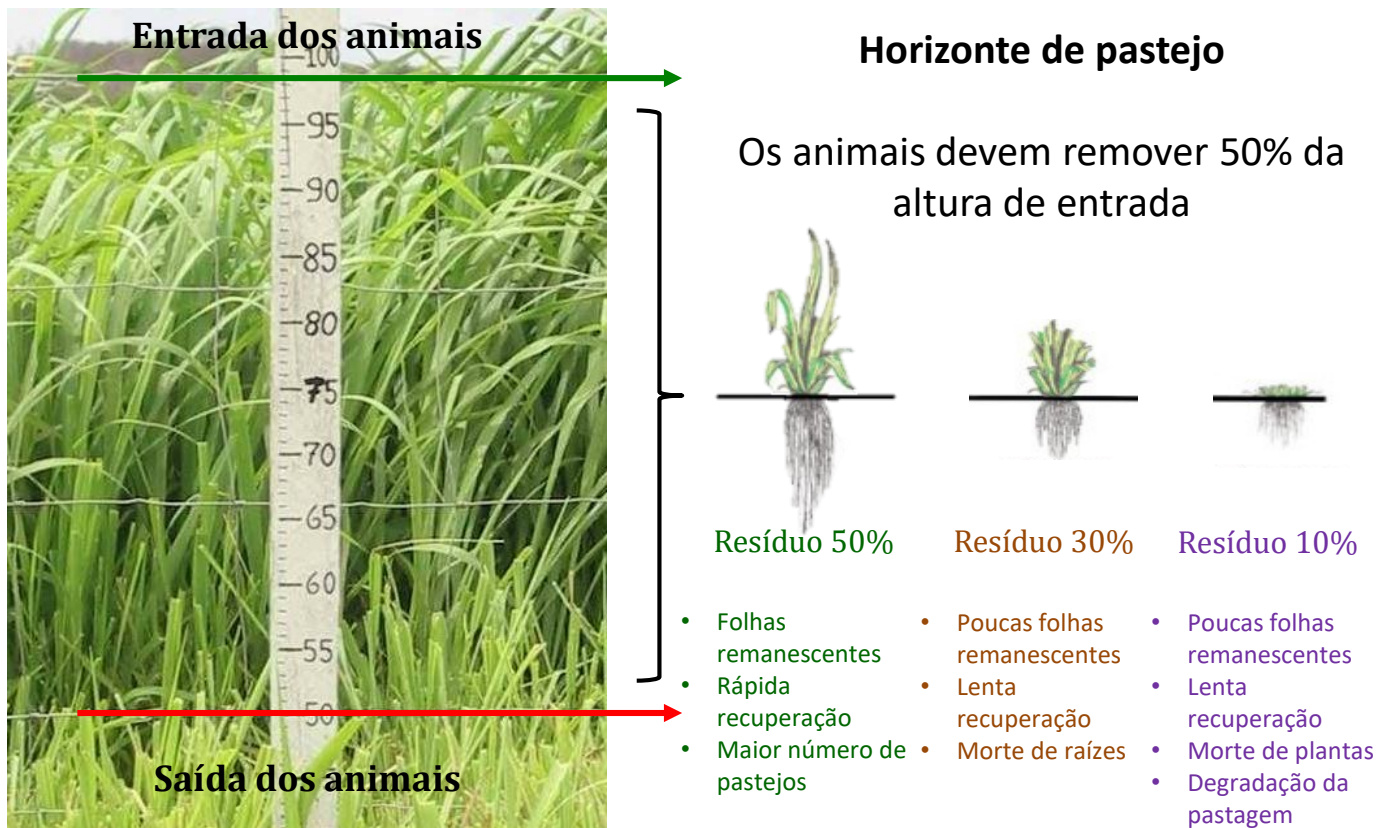 Entrada dos animais
100
95
90
85
80
75
70
65
60
55
50
Saída dos animais
Horizonte de pastejo
Os animais devem remover 50% da
altura de entrada
Resíduo 50%
• Folhas
remanescentes
• Rápida
recuperação
• Maior número de
pastejos
Resíduo 30%
• Poucas folhas
remanescentes
• Lenta
recuperação
• Morte de raízes
Resíduo 10%
• Poucas folhas
remanescentes
• Lenta
recuperação
• Morte de plantas
• Degradação da
pastagem